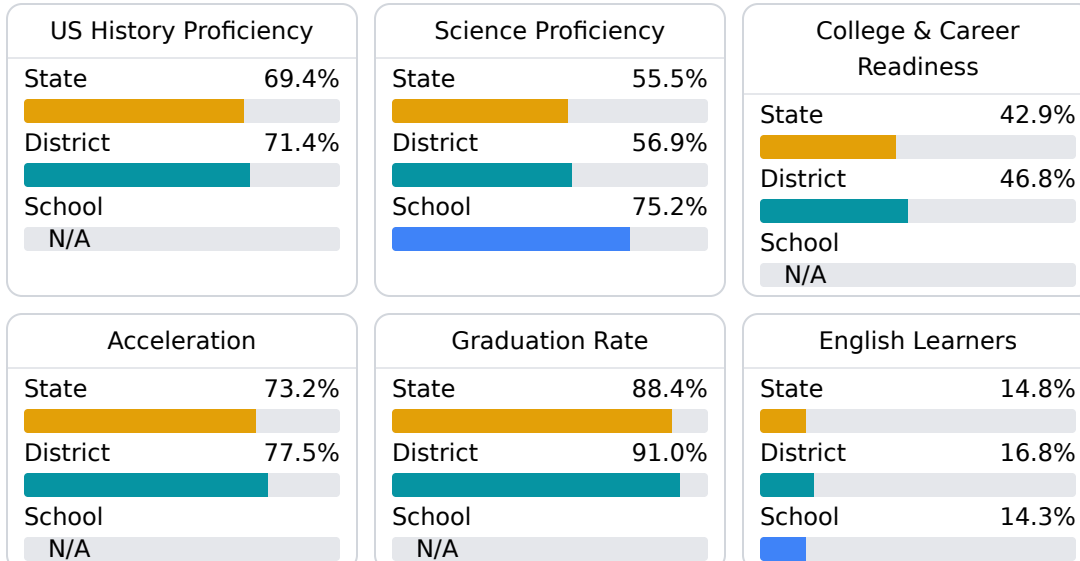 US History Proficiency
State 69.4%
District 71.4%
School
N/A
Science Proficiency
State 55.5%
District 56.9%
School 75.2%
College & Career
Readiness
State 42.9%
District 46.8%
School
N/A
Acceleration
State 73.2%
District 77.5%
School
N/A
Graduation Rate
State 88.4%
District 91.0%
School
N/A
English Learners
State 14.8%
District 16.8%
School 14.3%